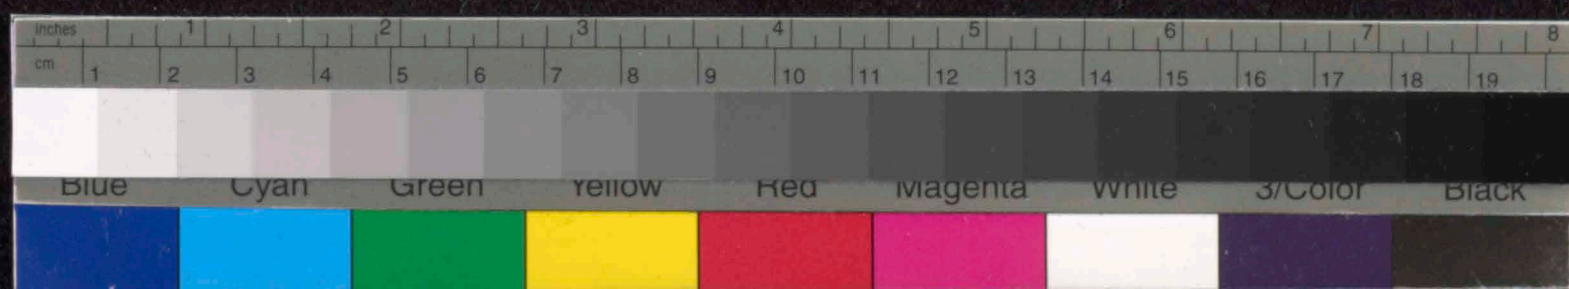 inches 1 2 3 4 5 6 7 8
cm 1 2 3 4 5 6 7 8 9 10 11 12 13 14 15 16 17 18 19
Blue Cyan Green Yellow Red Magenta White 3/Color Black